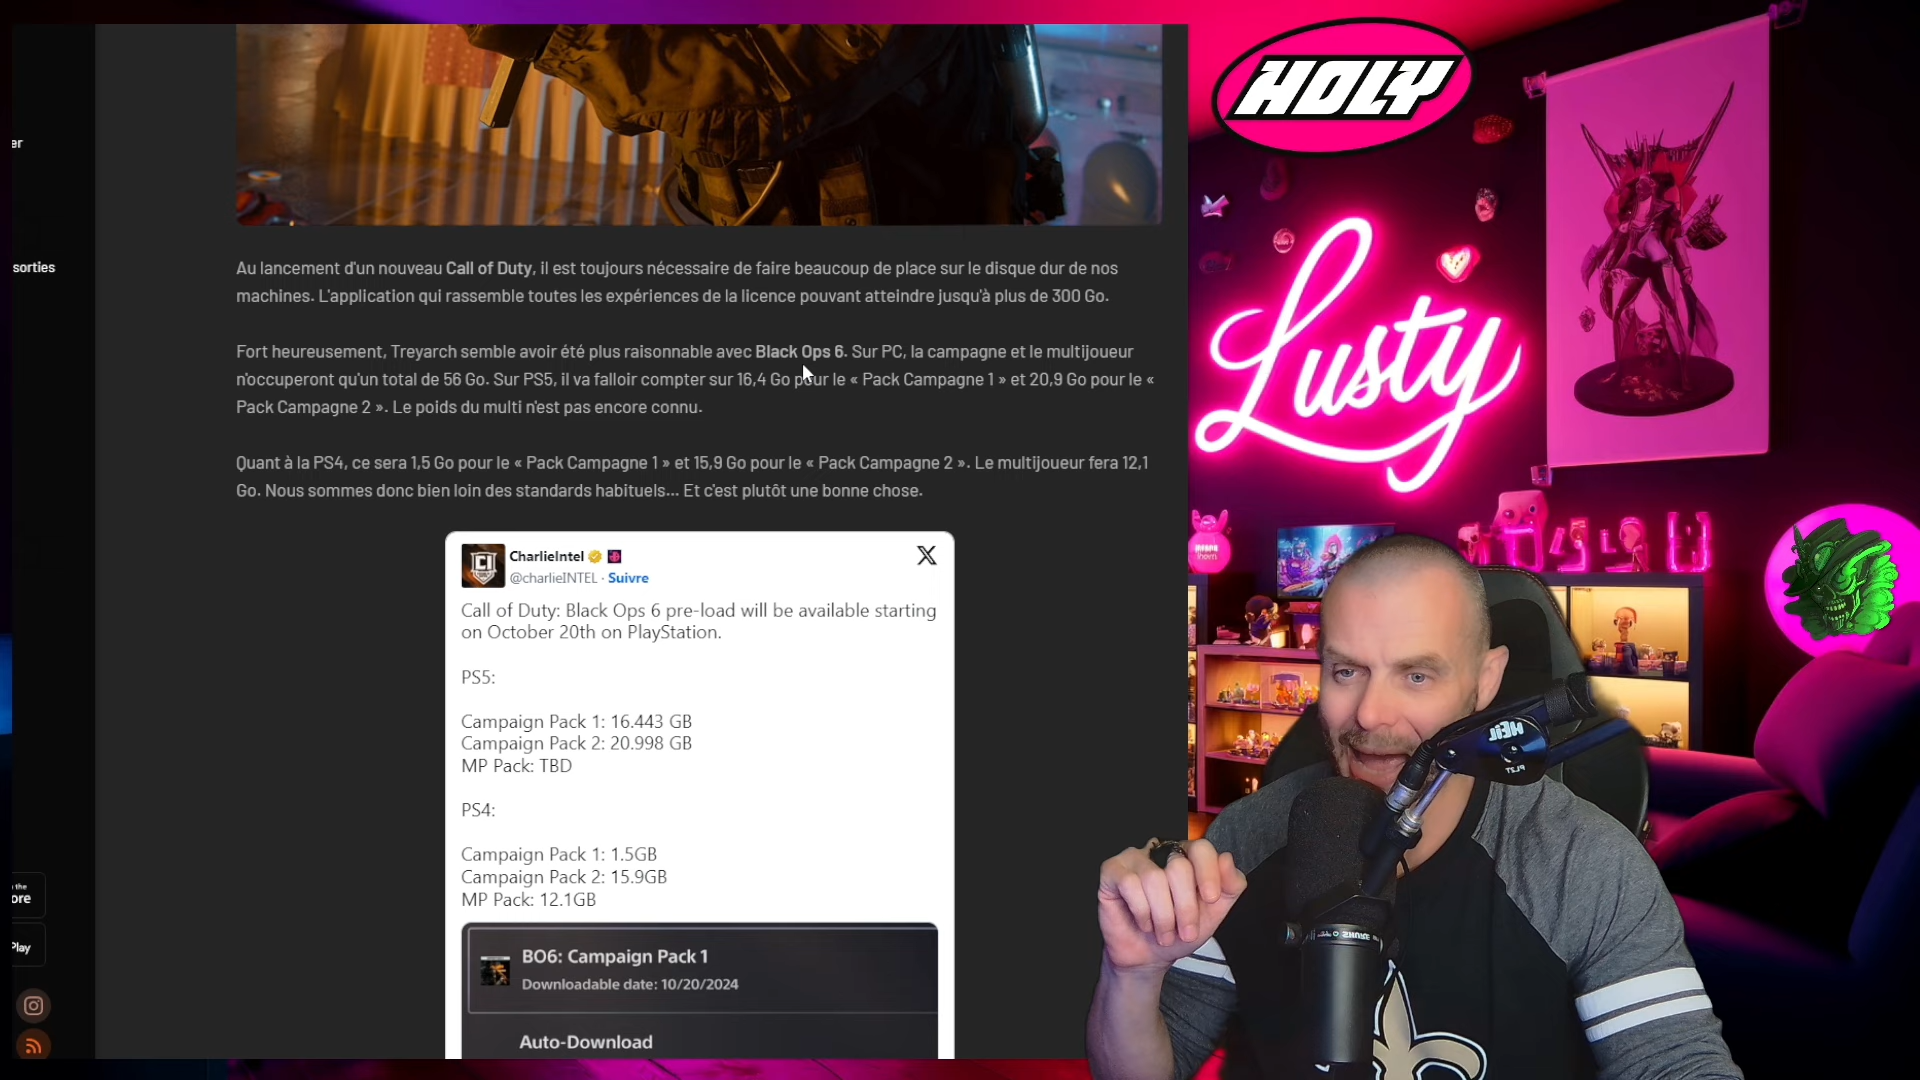 HOLY
er
sorties
Au lancement d'un nouveau Call of Duty, il est toujours nécessaire de faire beaucoup de place sur le disque dur de nos
machines. L'application qui rassemble toutes les expériences de la licence pouvant atteindre jusqu'à plus de 300 Go.
Fort heureusement, Treyarch semble avoir été plus raisonnable avec Black Ops 6. Sur PC, la campagne et le multijoueur
n'occuperont qu'un total de 56 Go. Sur PS5, il va falloir compter sur 16,4 Go pour le « Pack Campagne 1 » et 20,9 Go pour le «
Pack Campagne 2 ». Le poids du multi n'est pas encore connu.
Quant à la PS4, ce sera 1,5 Go pour le « Pack Campagne 1 » et 15,9 Go pour le « Pack Campagne 2 ». Le multijoueur fera 12,1
Go. Nous sommes donc bien loin des standards habituels... Et c'est plutôt une bonne chose.
Lusty
CharlieIntel
@charlieINTEL · Suivre
Call of Duty: Black Ops 6 pre-load will be available starting
on October 20th on PlayStation.
PS5:
Campaign Pack 1: 16.443 GB
Campaign Pack 2: 20.998 GB
MP Pack: TBD
PS4:
Campaign Pack 1: 1.5GB
Campaign Pack 2: 15.9GB
MP Pack: 12.1GB
BO6: Campaign Pack 1
Downloadable date: 10/20/2024
Auto-Download
n the
ore
Play
CI
HEIL
PL2T
SHURE